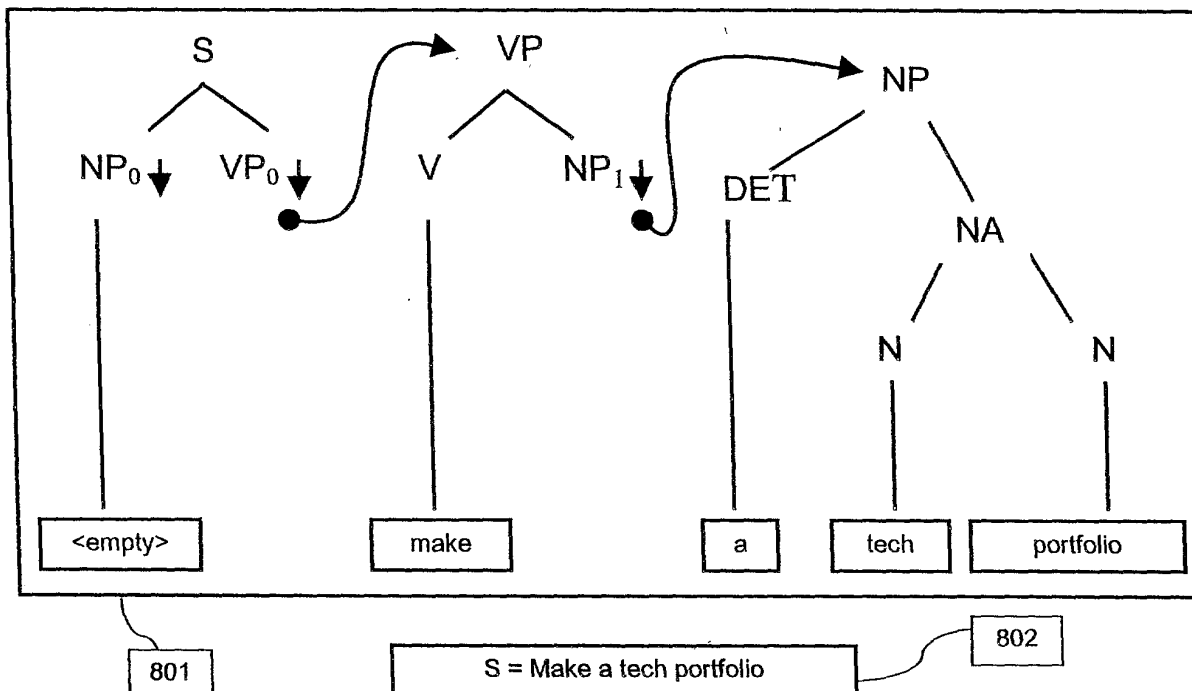 S VP NP
NP₀↓ VP₀↓ V NP₁↓ DET
NA
N N
<empty> make a tech portfolio
801 S = Make a tech portfolio 802